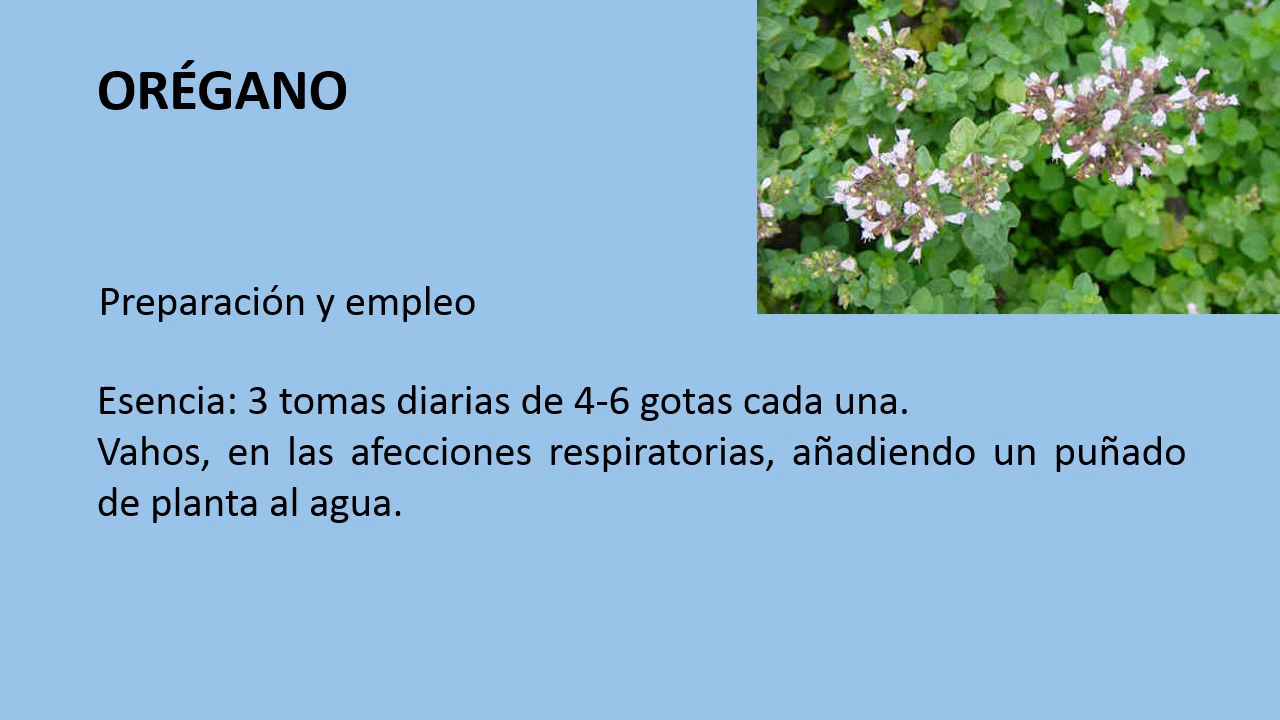 ORÉGANO
Preparación y empleo
Esencia: 3 tomas diarias de 4-6 gotas cada una.
Vahos, en las afecciones respiratorias, añadiendo un puñado
de planta al agua.